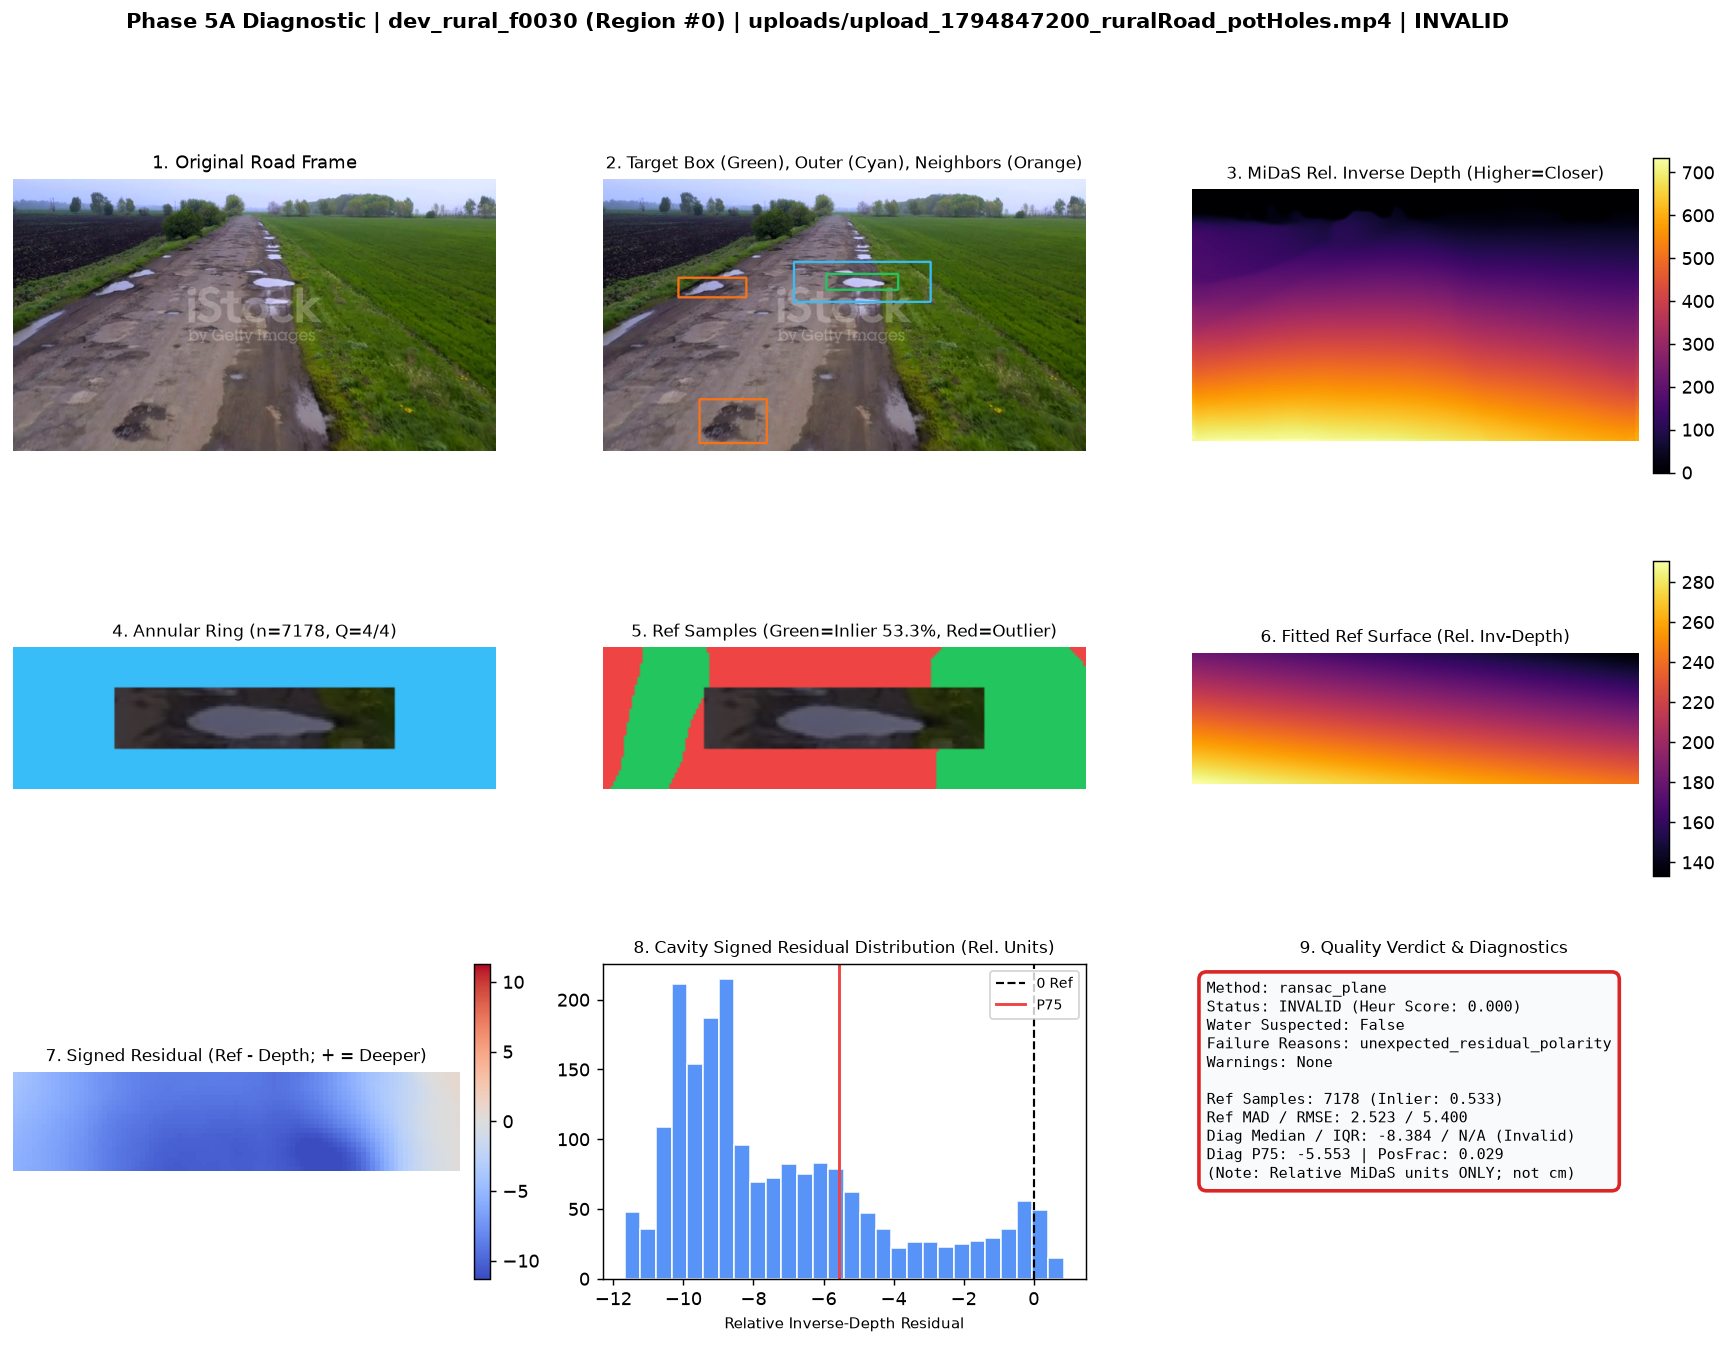 Phase 5A Diagnostic | dev_rural_f0030 (Region #0) | uploads/upload_1794847200_ruralRoad_potHoles.mp4 | INVALID
1. Original Road Frame
iStock
by Getty Images™
2. Target Box (Green), Outer (Cyan), Neighbors (Orange)
iStock
by Getty Images™
3. MiDaS Rel. Inverse Depth (Higher=Closer)
700
600
500
400
300
200
100
0
4. Annular Ring (n=7178, Q=4/4)
5. Ref Samples (Green=Inlier 53.3%, Red=Outlier)
6. Fitted Ref Surface (Rel. Inv-Depth)
280
260
240
220
200
180
160
140
7. Signed Residual (Ref - Depth; + = Deeper)
10
5
0
−5
−10
8. Cavity Signed Residual Distribution (Rel. Units)
0 Ref
P75
200
150
100
50
0
−12 −10 −8 −6 −4 −2 0
Relative Inverse-Depth Residual
9. Quality Verdict & Diagnostics
Method: ransac_plane
Status: INVALID (Heur Score: 0.000)
Water Suspected: False
Failure Reasons: unexpected_residual_polarity
Warnings: None
Ref Samples: 7178 (Inlier: 0.533)
Ref MAD / RMSE: 2.523 / 5.400
Diag Median / IQR: -8.384 / N/A (Invalid)
Diag P75: -5.553 | PosFrac: 0.029
(Note: Relative MiDaS units ONLY; not cm)